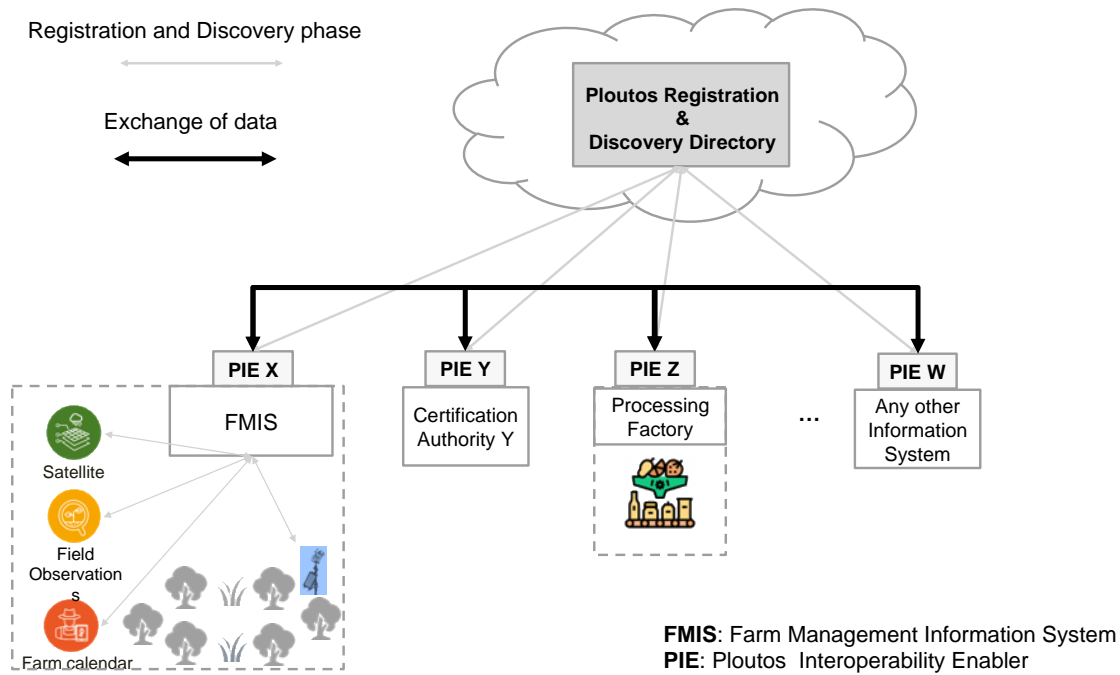 Registration and Discovery phase
Exchange of data
Ploutos Registration
&
Discovery Directory
PIE X
PIE Y
PIE Z
PIE W
FMIS
Certification
Authority Y
Processing
Factory
...
Any other
Information
System
Satellite
Field
Observation
s
Farm calendar
FMIS: Farm Management Information System
PIE: Ploutos Interoperability Enabler